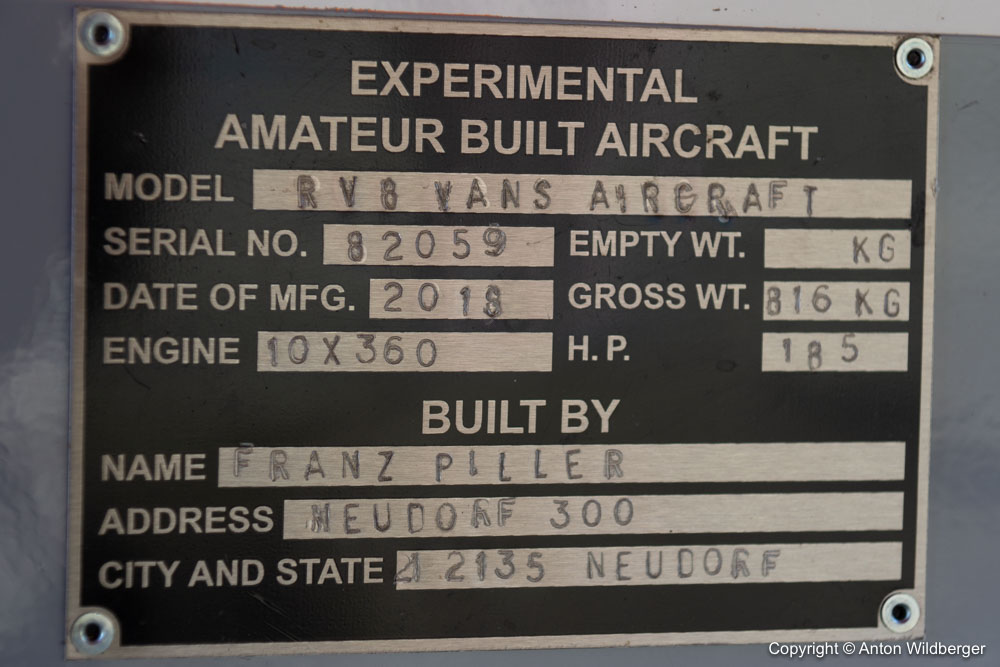 EXPERIMENTAL
AMATEUR BUILT AIRCRAFT
MODEL RV8 VANS AIRCRAFT
SERIAL NO. 82059 EMPTY WT. KG
DATE OF MFG. 2018 GROSS WT. 816 KG
ENGINE 10X360 H. P. 185
BUILT BY
NAME FRANZ PILLER
ADDRESS NEUDORF 300
CITY AND STATE A 2135 NEUDORF
Copyright © Anton Wildberger